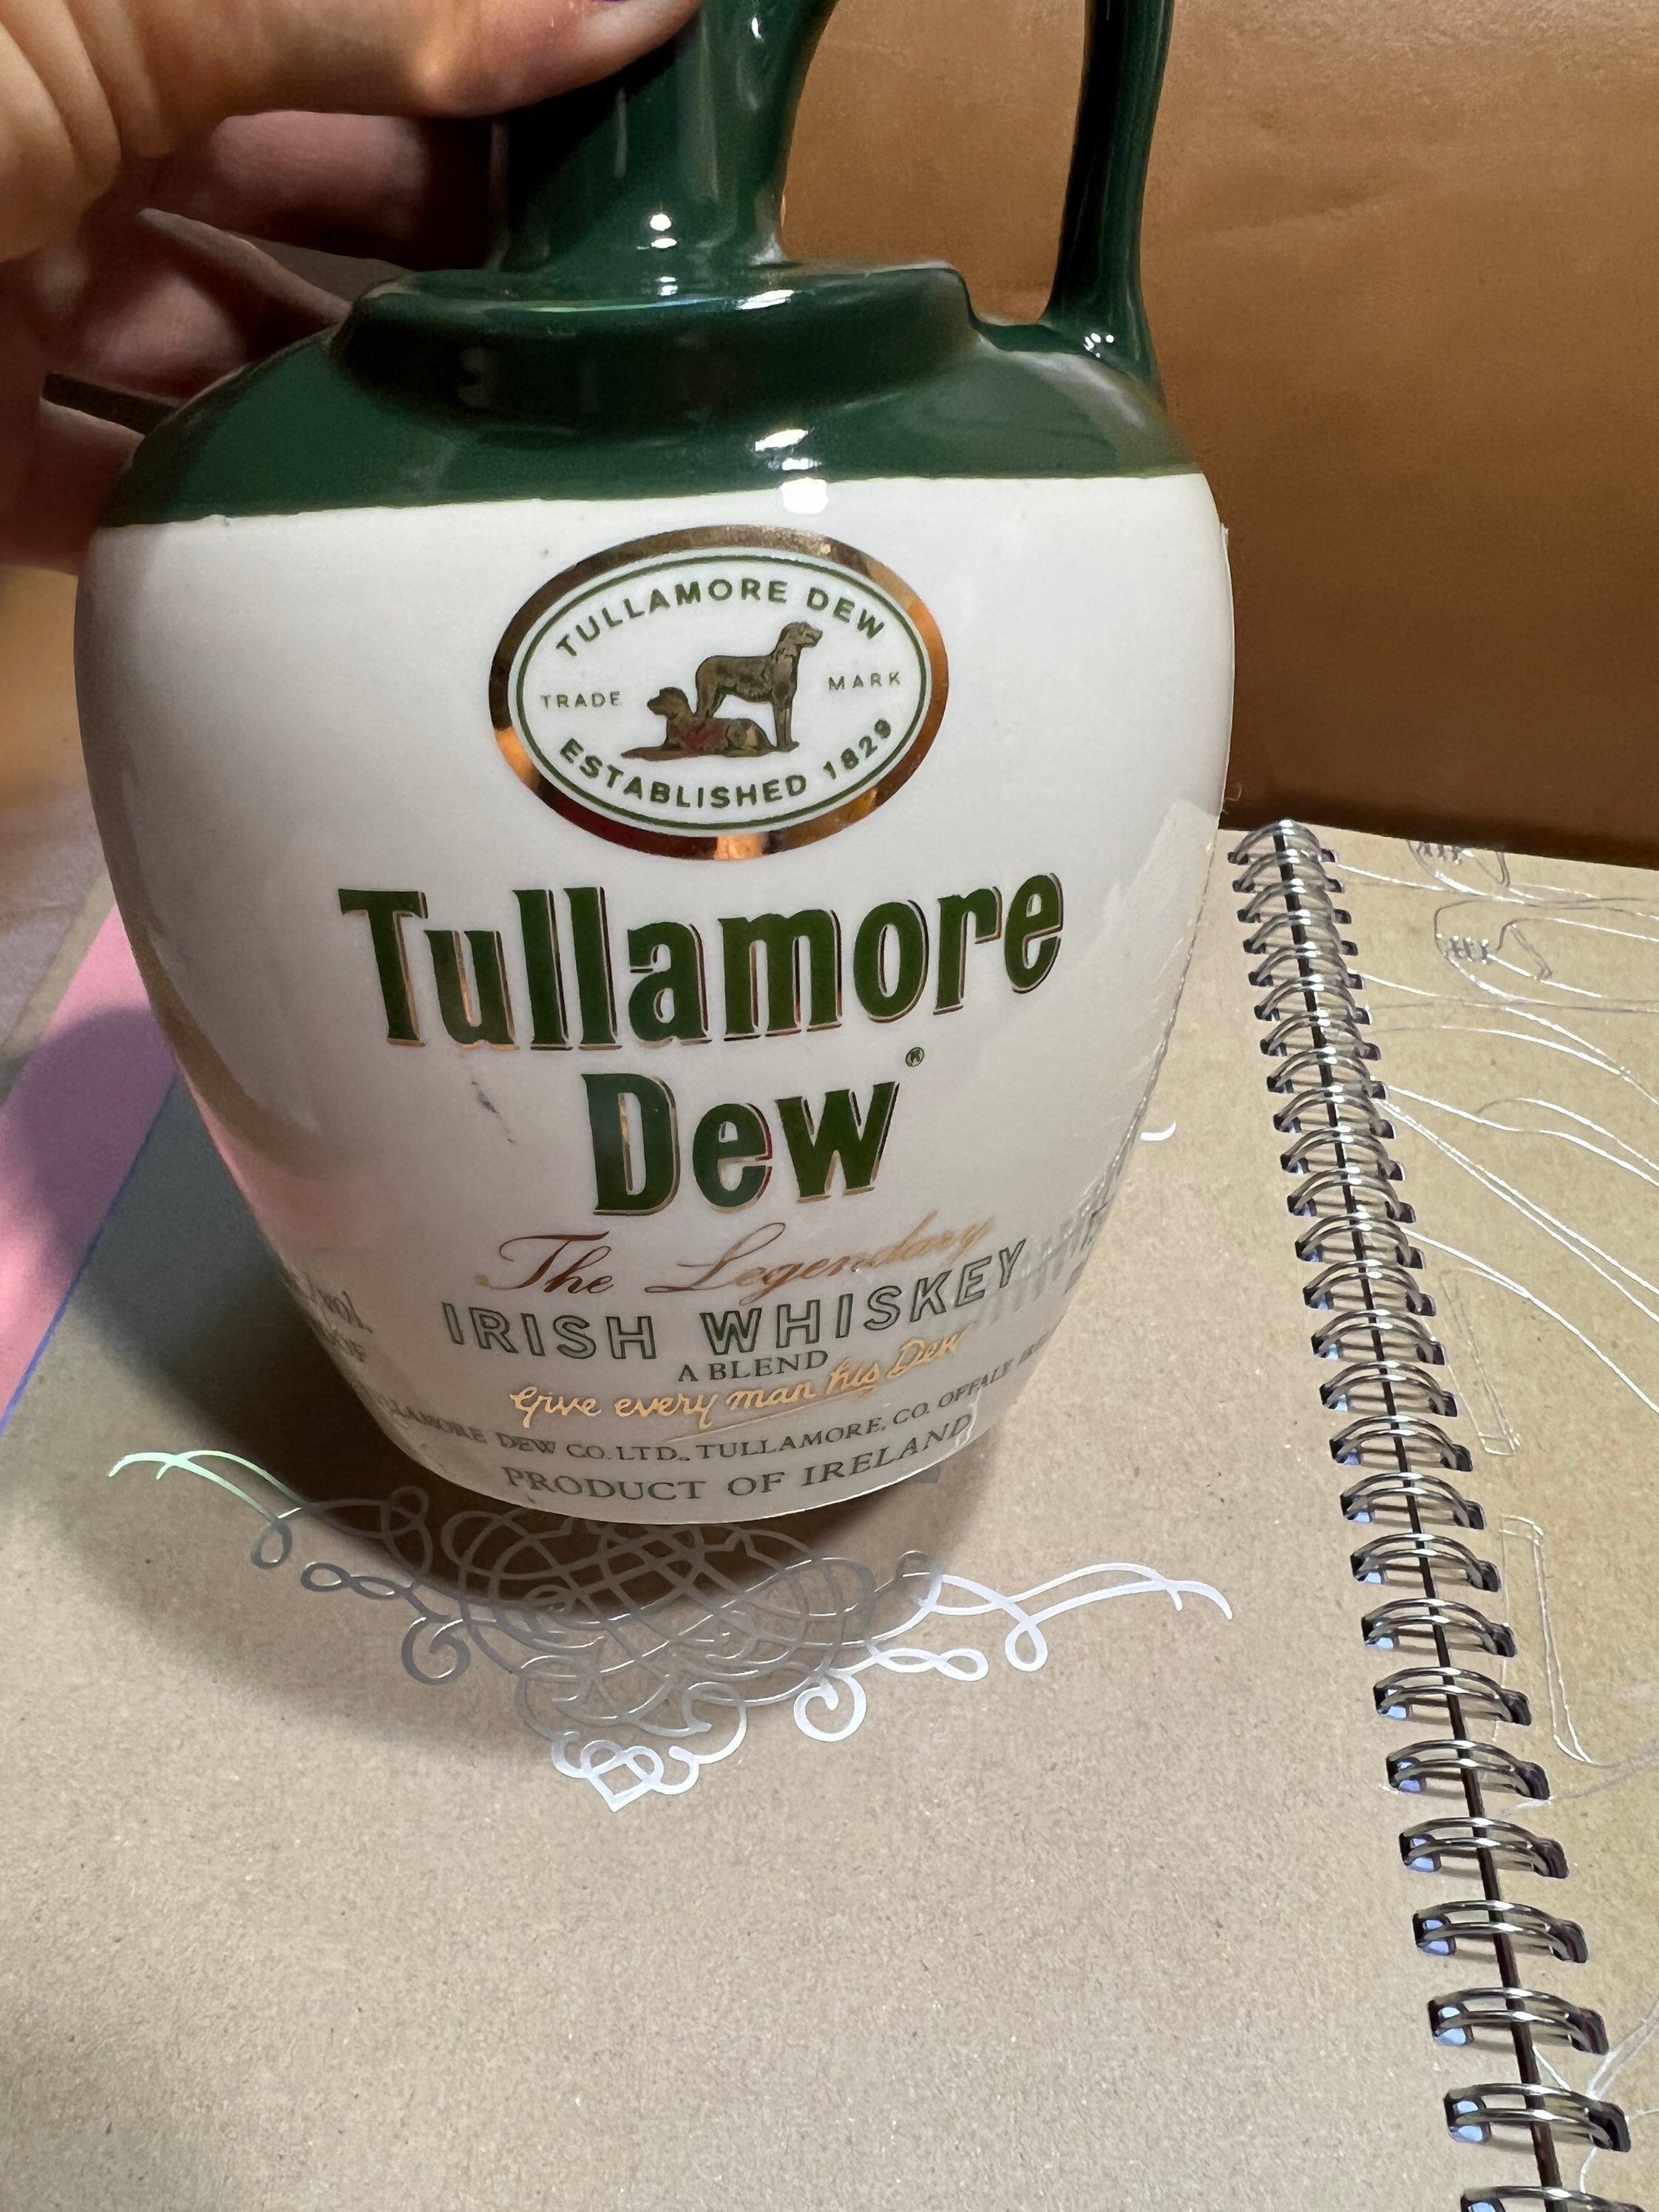 TULLAMORE DEW
TRADE MARK
ESTABLISHED 1829
Tullamore
Dew®
The Legendary
IRISH WHISKEY
A BLEND
Give every man his Dew
DEW CO. LTD., TULLAMORE, CO. OFFALY
PRODUCT OF IRELAND
vol.